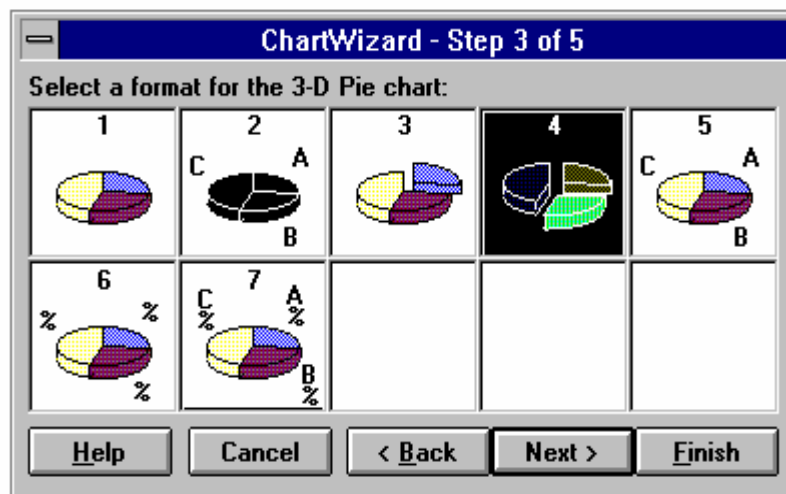 ChartWizard - Step 3 of 5
Select a format for the 3-D Pie chart:
1 2 3 4 5
C A B
C A B
6 7
% % %
C % A % B %
Help Cancel < Back Next > Finish